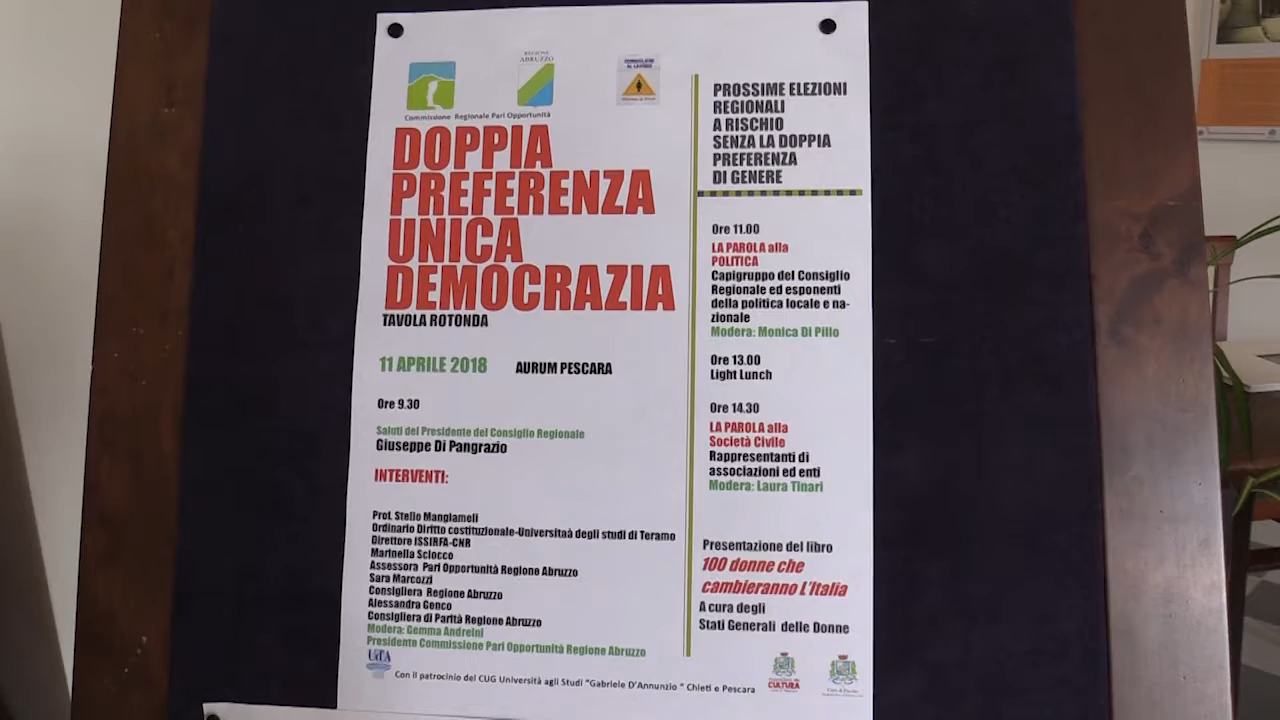 REGIONE
ABRUZZO
Commissione Regionale Pari Opportunità
DOPPIA
PREFERENZA
UNICA
DEMOCRAZIA
TAVOLA ROTONDA
11 APRILE 2018 AURUM PESCARA
Ore 9.30
Saluti del Presidente del Consiglio Regionale
Giuseppe Di Pangrazio
INTERVENTI:
Prof. Stelio Mangiameli
Ordinario Diritto costituzionale-Universitaà degli studi di Teramo
Direttore ISSIRFA-CNR
Marinella Sclocco
Assessora Pari Opportunità Regione Abruzzo
Sara Marcozzi
Consigliera Regione Abruzzo
Alessandra Genco
Consigliera di Parità Regione Abruzzo
Modera: Gemma Andreini
Presidente Commissione Pari Opportunità Regione Abruzzo
PROSSIME ELEZIONI
REGIONALI
A RISCHIO
SENZA LA DOPPIA
PREFERENZA
DI GENERE
Ore 11.00
LA PAROLA alla
POLITICA
Capigruppo del Consiglio
Regionale ed esponenti
della politica locale e na-
zionale
Modera: Monica Di Pillo
Ore 13.00
Light Lunch
Ore 14.30
LA PAROLA alla
Società Civile
Rappresentanti di
associazioni ed enti
Modera: Laura Tinari
Presentazione del libro
100 donne che
cambieranno L'Italia
A cura degli
Stati Generali delle Donne
Ud'A
Con il patrocinio del CUG Università agli Studi "Gabriele D'Annunzio " Chieti e Pescara
CULTURA